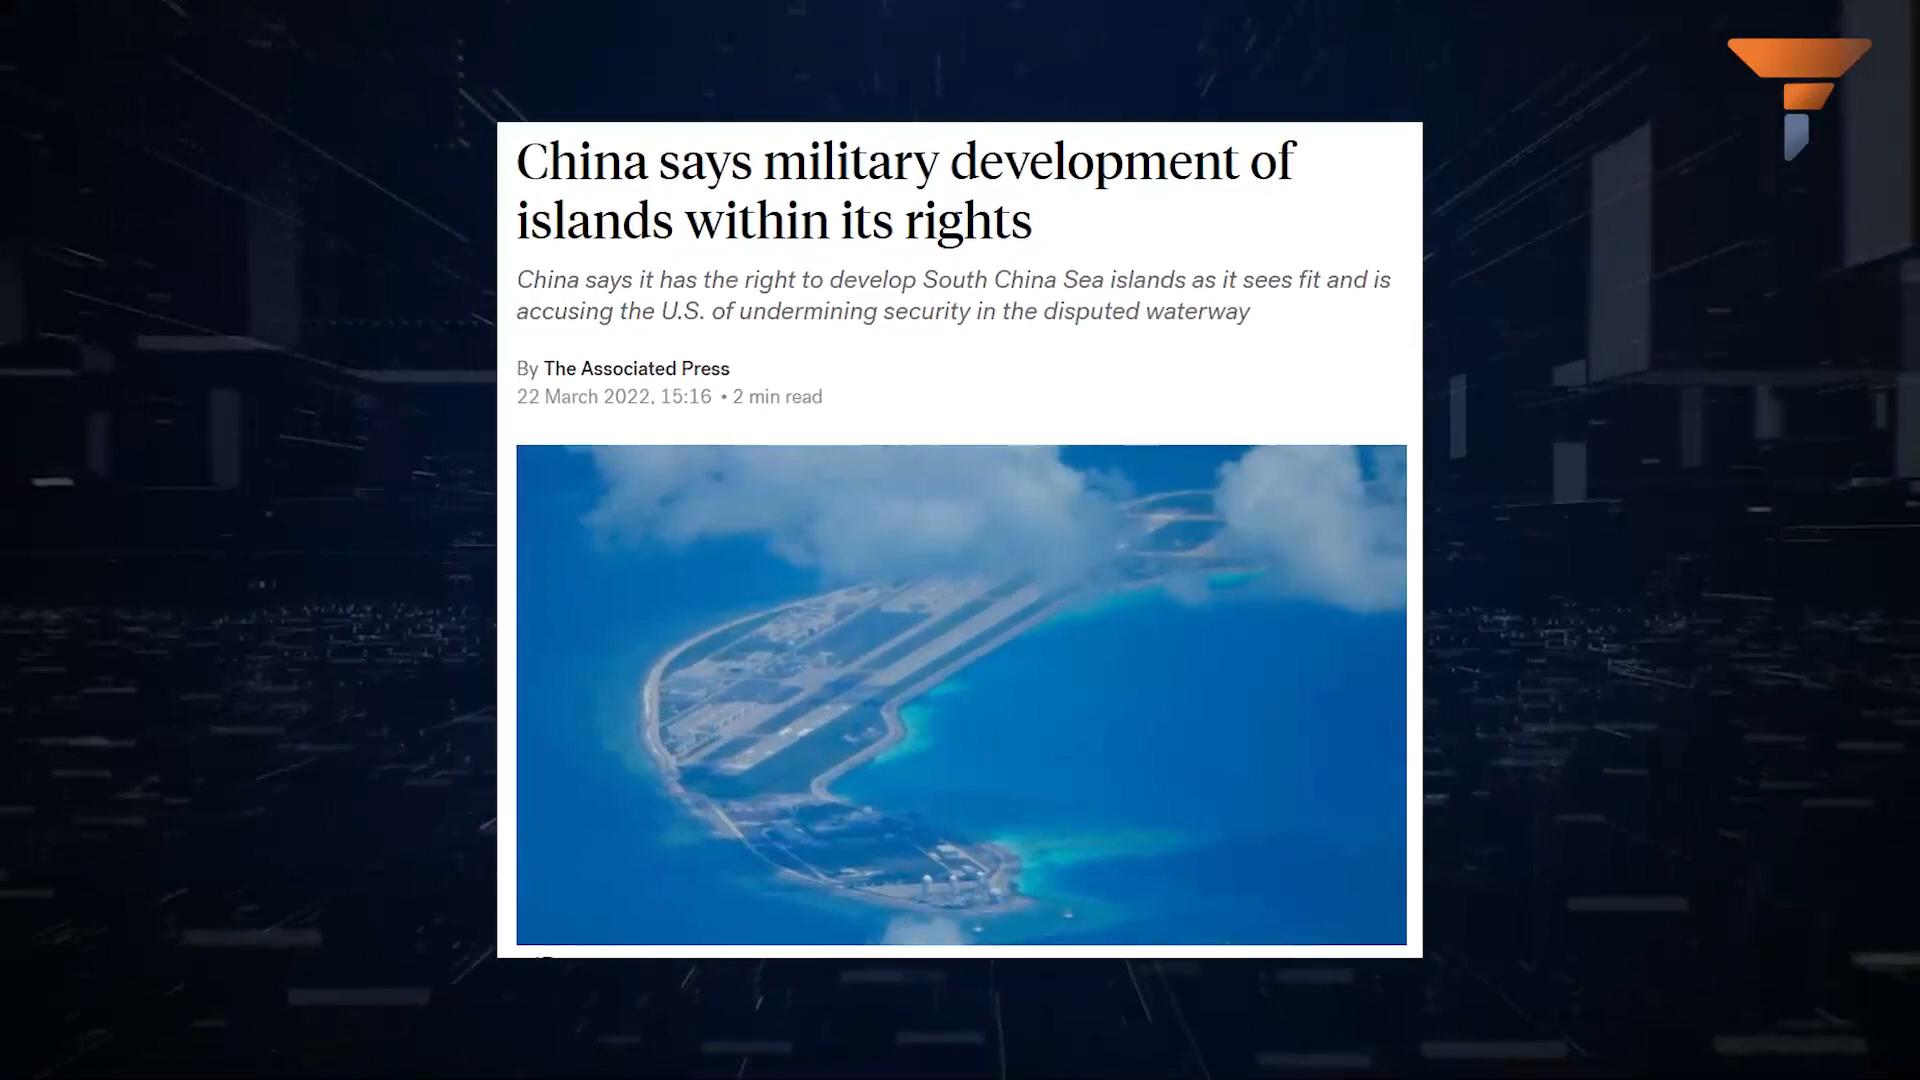 China says military development of
islands within its rights
China says it has the right to develop South China Sea islands as it sees fit and is
accusing the U.S. of undermining security in the disputed waterway
By The Associated Press
22 March 2022, 15:16 • 2 min read